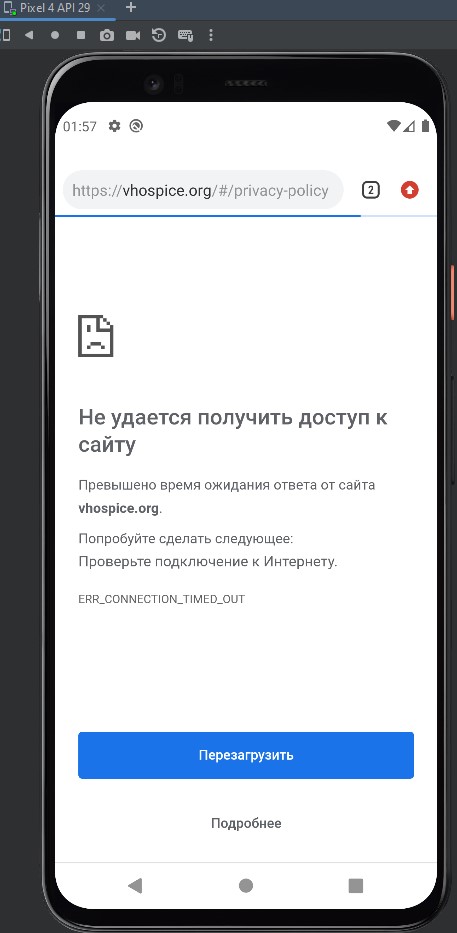 Pixel 4 API 29
01:57
https://vhospice.org/#/privacy-policy
2
Не удается получить доступ к
сайту
Превышено время ожидания ответа от сайта
vhospice.org.
Попробуйте сделать следующее:
Проверьте подключение к Интернету.
ERR_CONNECTION_TIMED_OUT
Перезагрузить
Подробнее